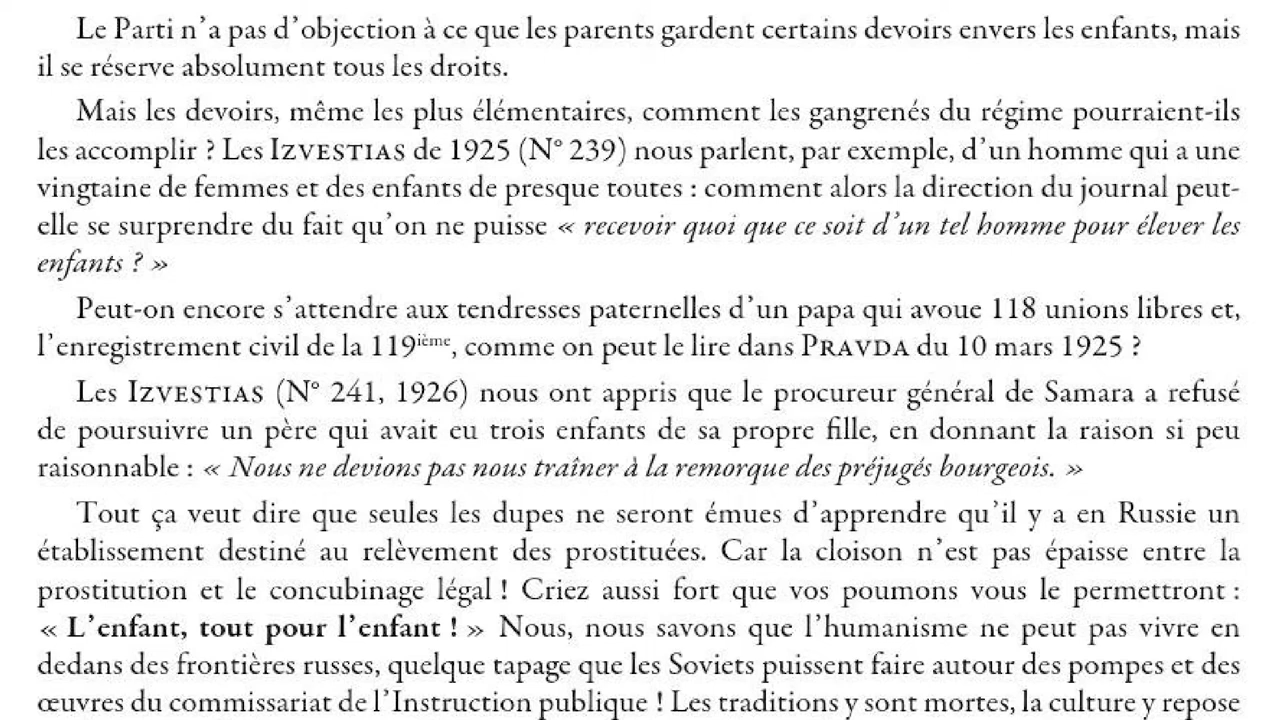 Le Parti n’a pas d’objection à ce que les parents gardent certains devoirs envers les enfants, mais
il se réserve absolument tous les droits.
Mais les devoirs, même les plus élémentaires, comment les gangrenés du régime pourraient-ils
les accomplir ? Les IZVESTIAS de 1925 (N° 239) nous parlent, par exemple, d’un homme qui a une
vingtaine de femmes et des enfants de presque toutes : comment alors la direction du journal peut-
elle se surprendre du fait qu’on ne puisse « recevoir quoi que ce soit d’un tel homme pour élever les
enfants ? »
Peut-on encore s’attendre aux tendresses paternelles d’un papa qui avoue 118 unions libres et,
l’enregistrement civil de la 119ième, comme on peut le lire dans PRAVDA du 10 mars 1925 ?
Les IZVESTIAS (N° 241, 1926) nous ont appris que le procureur général de Samara a refusé
de poursuivre un père qui avait eu trois enfants de sa propre fille, en donnant la raison si peu
raisonnable : « Nous ne devions pas nous traîner à la remorque des préjugés bourgeois. »
Tout ça veut dire que seules les dupes ne seront émues d’apprendre qu’il y a en Russie un
établissement destiné au relèvement des prostituées. Car la cloison n’est pas épaisse entre la
prostitution et le concubinage légal ! Criez aussi fort que vos poumons vous le permettront :
« L’enfant, tout pour l’enfant ! » Nous, nous savons que l’humanisme ne peut pas vivre en
dedans des frontières russes, quelque tapage que les Soviets puissent faire autour des pompes et des
œuvres du commissariat de l’Instruction publique ! Les traditions y sont mortes, la culture y repose